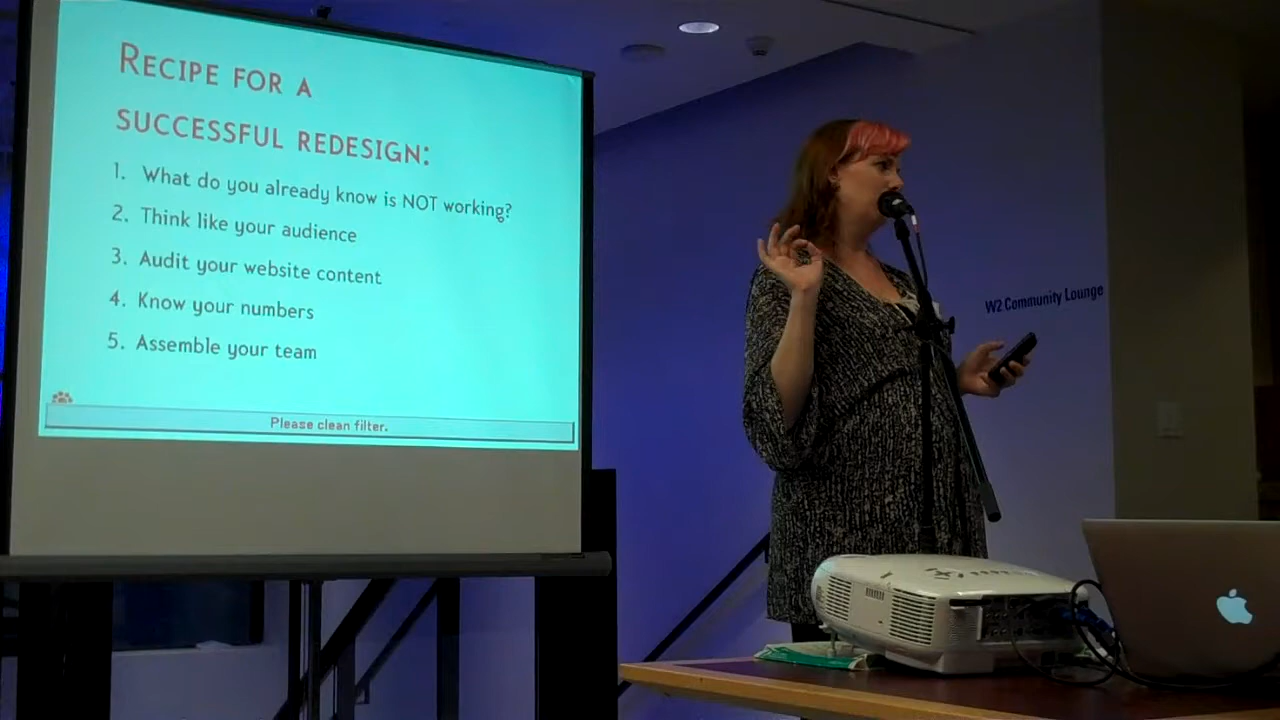 RECIPE FOR A
SUCCESSFUL REDESIGN:
1. What do you already know is NOT working?
2. Think like your audience
3. Audit your website content
4. Know your numbers
5. Assemble your team
Please clean filter.
W2 Community Lounge